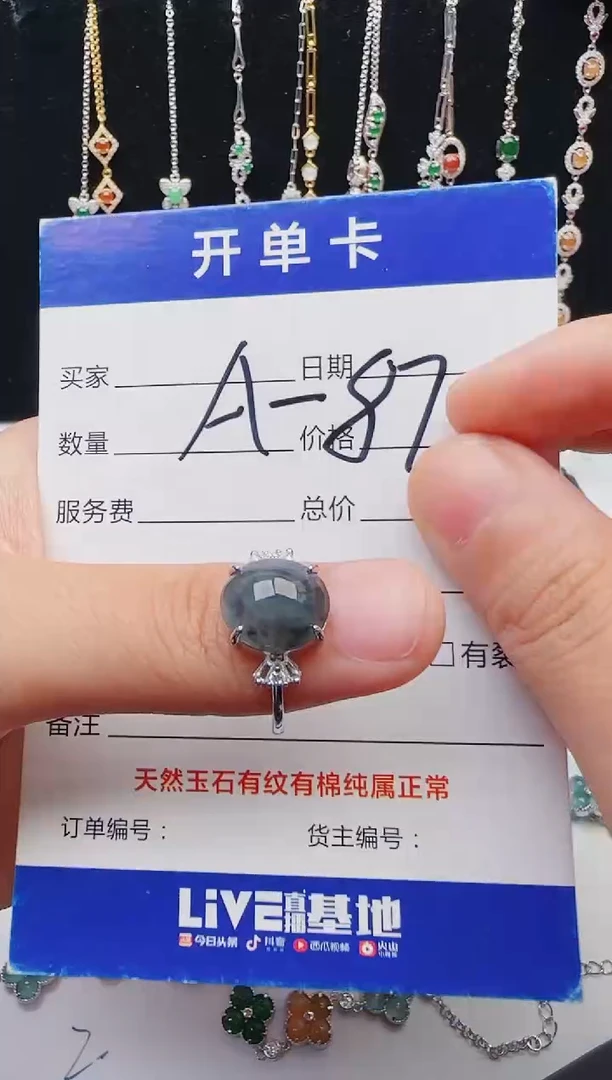 开单卡
买家 日期
A-87
数量 价格
服务费 总价
有裂
备注
天然玉石有纹有棉纯属正常
订单编号： 货主编号：
LiVE直播基地
今日头条 抖音 西瓜视频 火山
2.